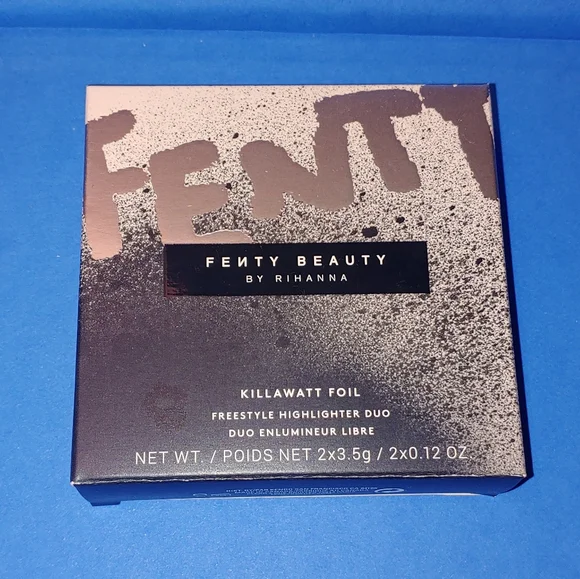 FENTY
FEИTY BEAUTY
BY RIHANNA
KILLAWATT FOIL
FREESTYLE HIGHLIGHTER DUO
DUO ENLUMINEUR LIBRE
NET WT. / POIDS NET 2x3.5g / 2x0.12 OZ